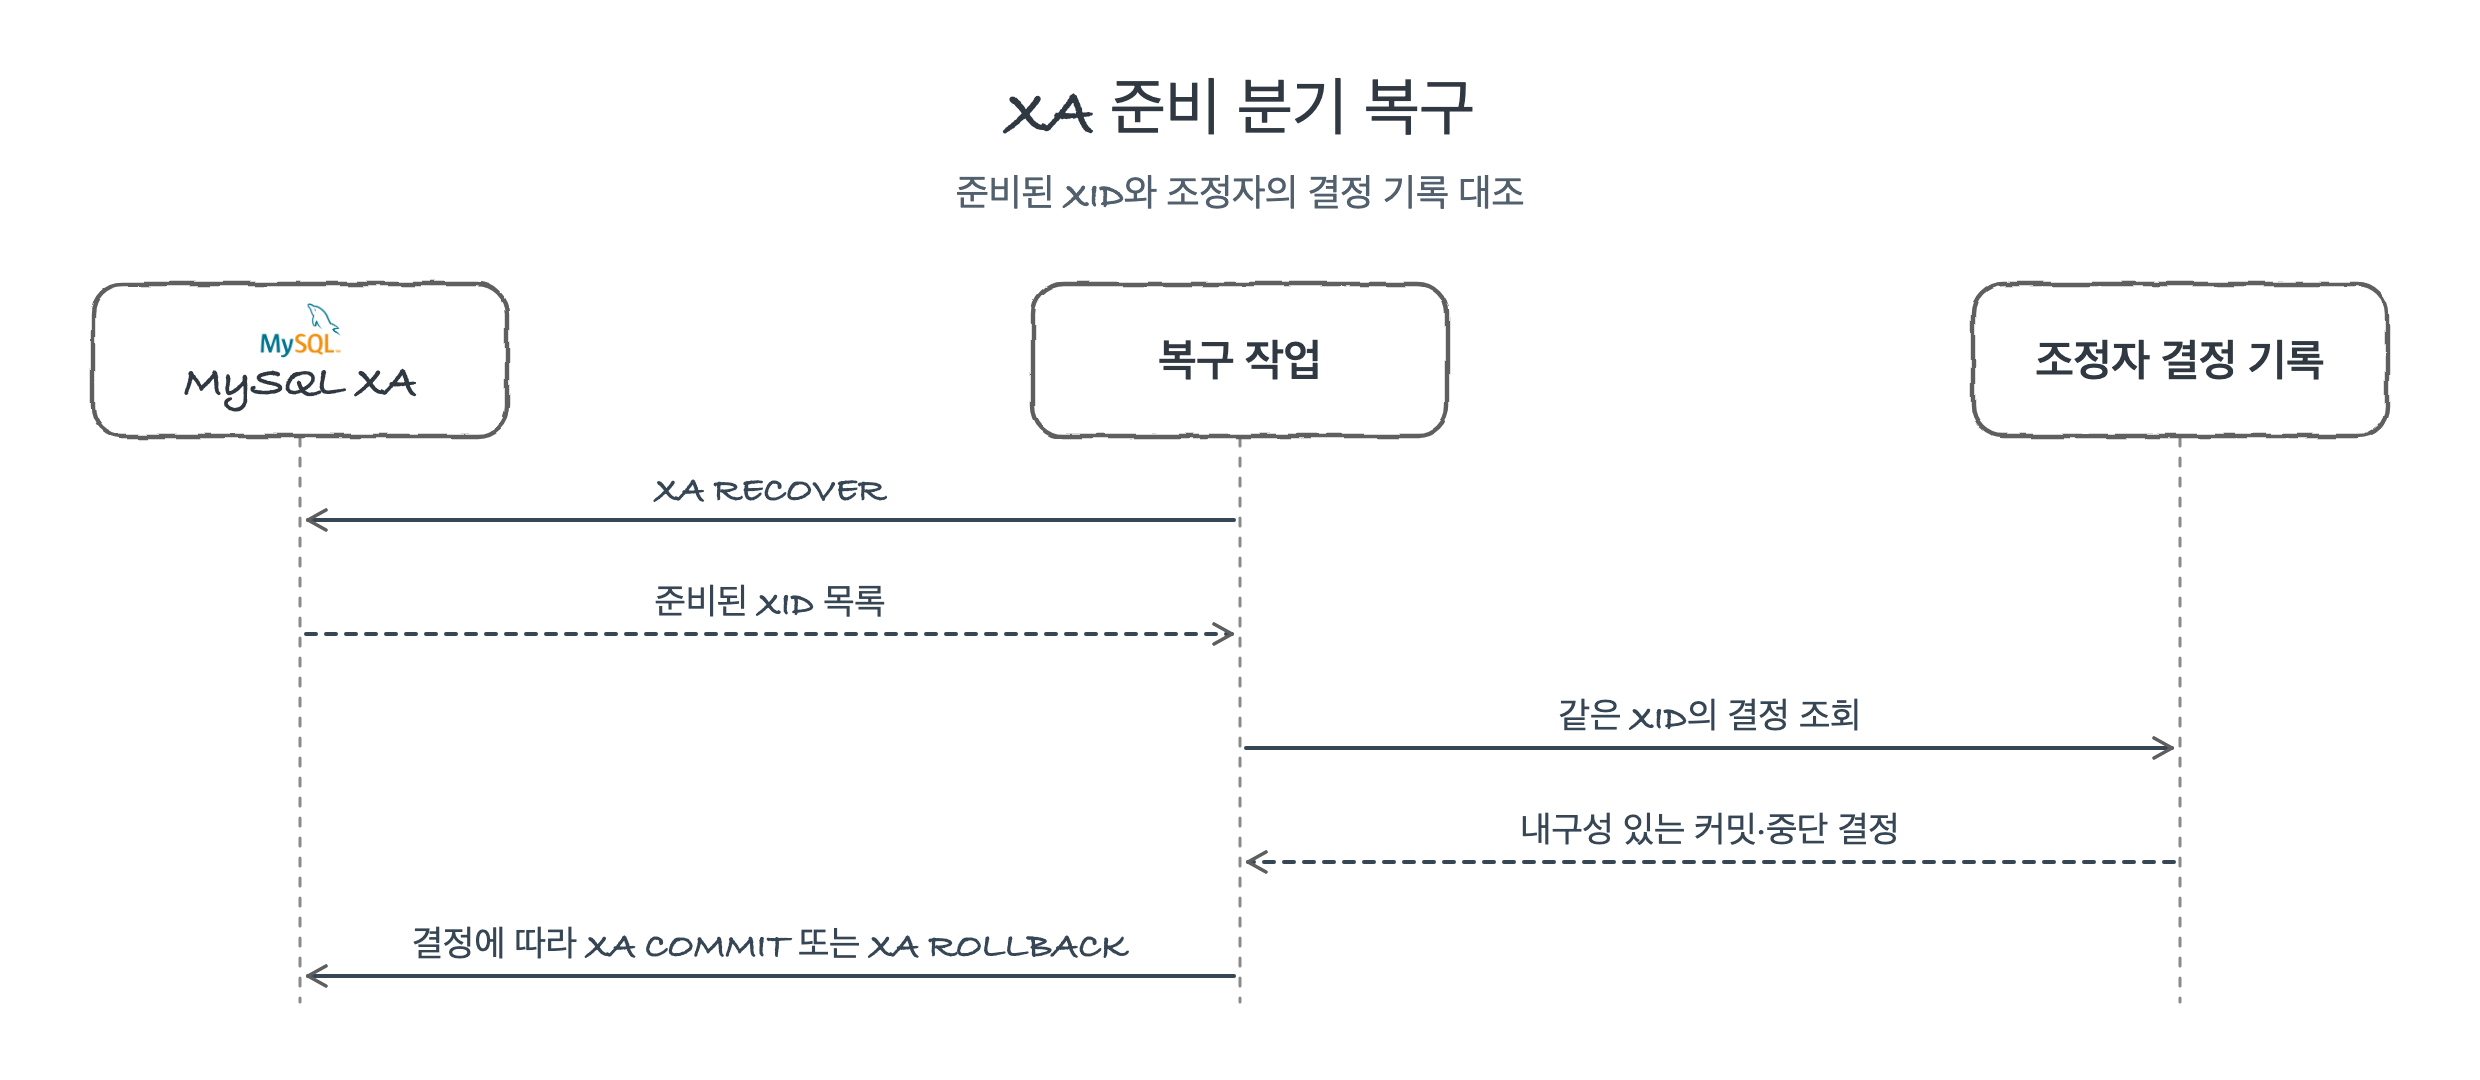 XA 준비 분기 복구
준비된 XID와 조정자의 결정 기록 대조
MySQL
MySQL XA
복구 작업
조정자 결정 기록
XA RECOVER
준비된 XID 목록
같은 XID의 결정 조회
내구성 있는 커밋·중단 결정
결정에 따라 XA COMMIT 또는 XA ROLLBACK